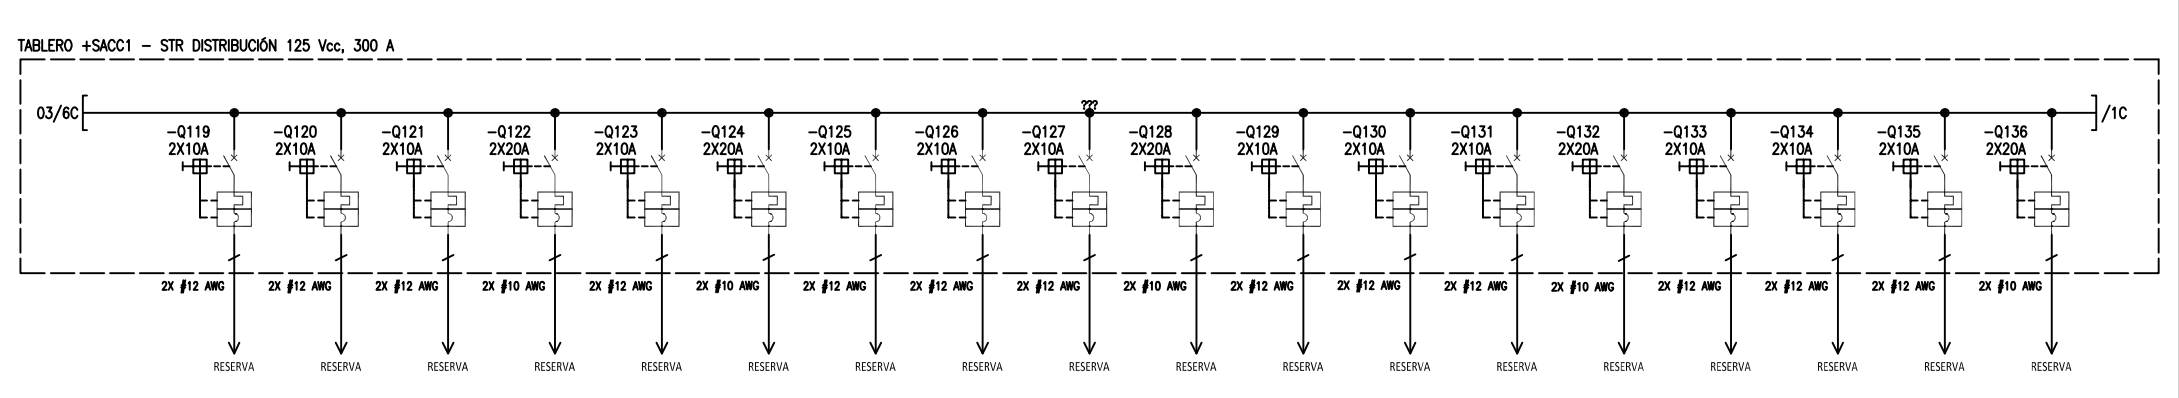 TABLERO +SACC1 - STR DISTRIBUCIÓN 125 Vcc, 300 A
???
03/6C /1C
-Q119 -Q120 -Q121 -Q122 -Q123 -Q124 -Q125 -Q126 -Q127 -Q128 -Q129 -Q130 -Q131 -Q132 -Q133 -Q134 -Q135 -Q136
2X10A 2X10A 2X10A 2X20A 2X10A 2X20A 2X10A 2X10A 2X10A 2X20A 2X10A 2X10A 2X10A 2X20A 2X10A 2X10A 2X10A 2X20A
2X #12 AWG 2X #12 AWG 2X #12 AWG 2X #10 AWG 2X #12 AWG 2X #10 AWG 2X #12 AWG 2X #12 AWG 2X #12 AWG 2X #10 AWG 2X #12 AWG 2X #12 AWG 2X #12 AWG 2X #10 AWG 2X #12 AWG 2X #12 AWG 2X #12 AWG 2X #10 AWG
RESERVA RESERVA RESERVA RESERVA RESERVA RESERVA RESERVA RESERVA RESERVA RESERVA RESERVA RESERVA RESERVA RESERVA RESERVA RESERVA RESERVA RESERVA